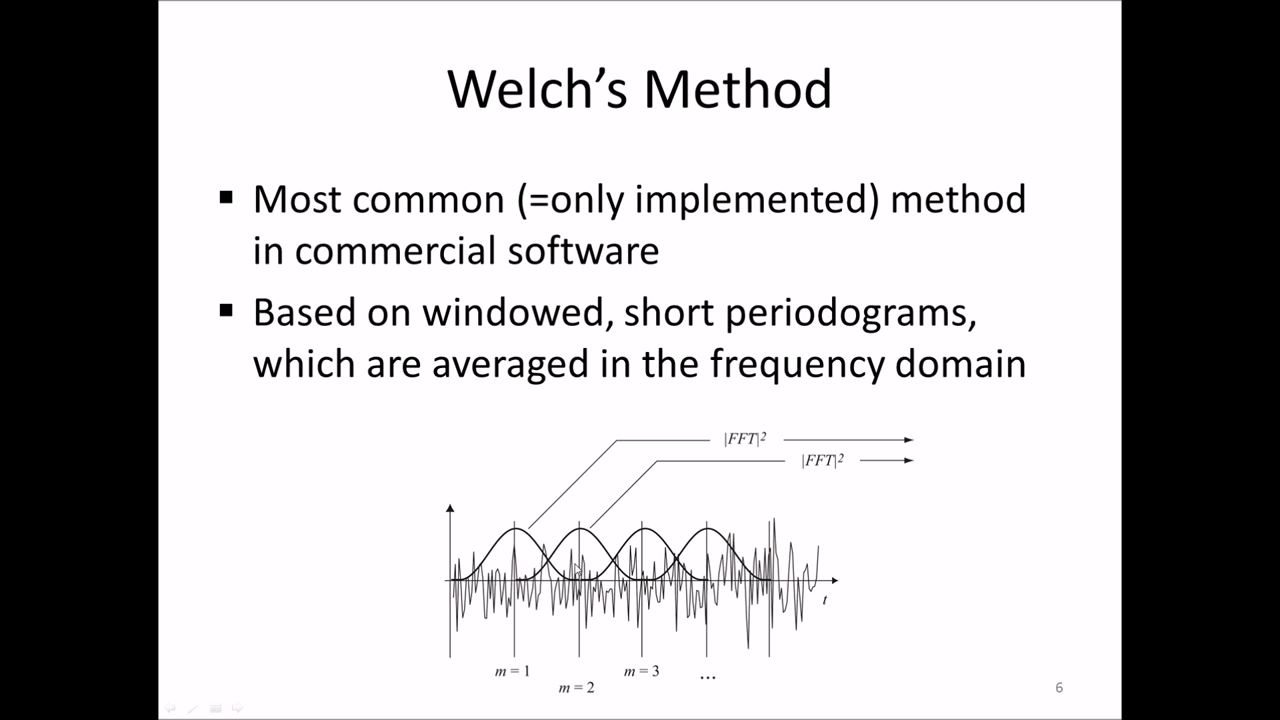 Welch’s Method
▪ Most common (=only implemented) method
in commercial software
▪ Based on windowed, short periodograms,
which are averaged in the frequency domain
|FFT|²
|FFT|²
t
m = 1
m = 2
m = 3
...
6